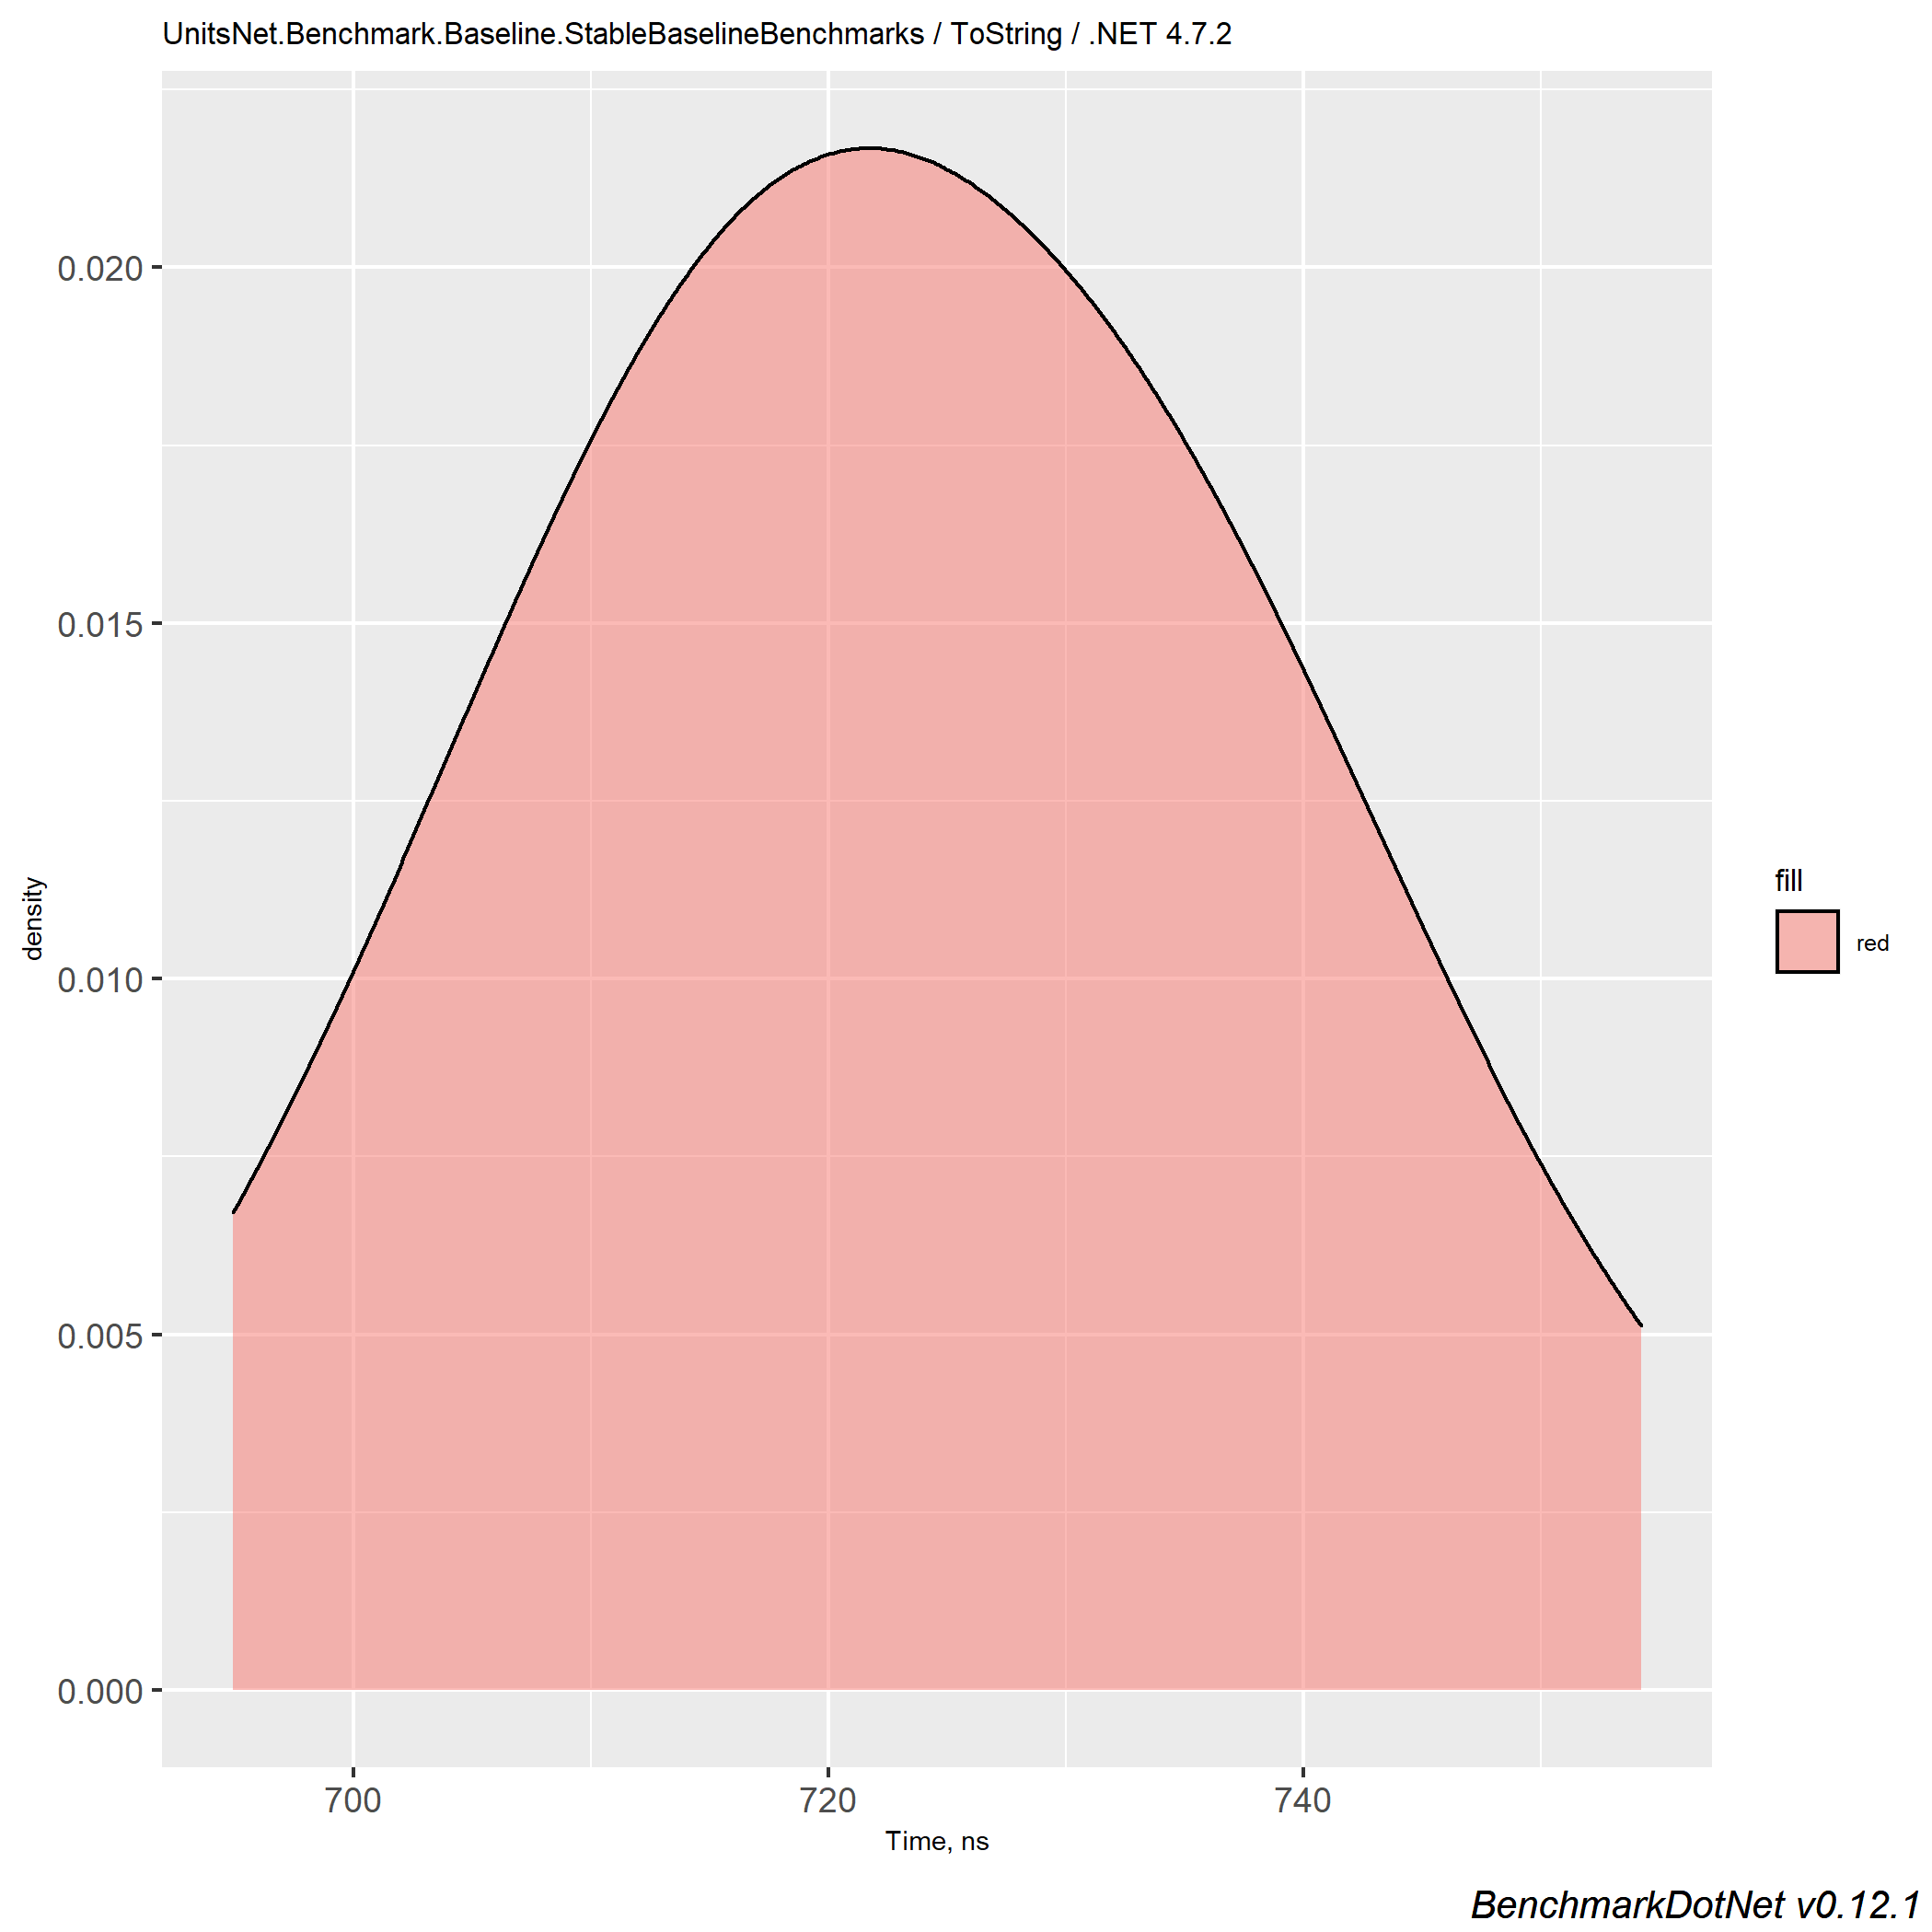 UnitsNet.Benchmark.Baseline.StableBaselineBenchmarks / ToString / .NET 4.7.2
0.020
0.015
0.010
0.005
0.000
density
700 720 740
Time, ns
fill
red
BenchmarkDotNet v0.12.1